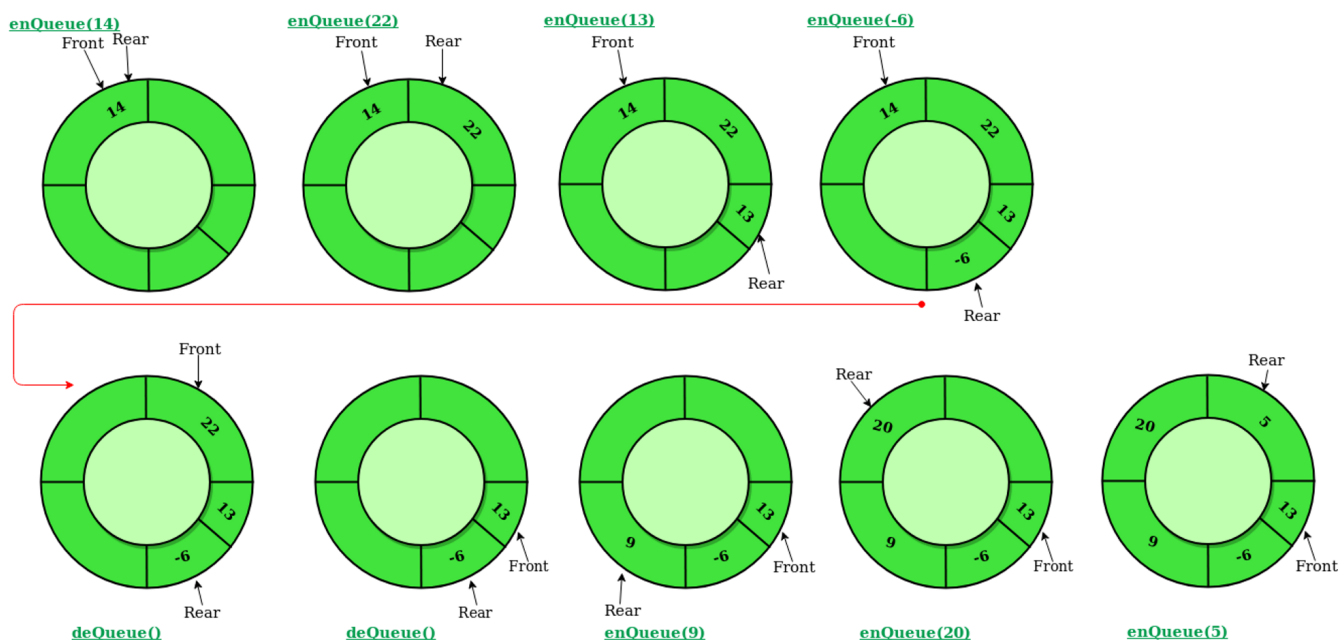 enQueue(14)
Front Rear
14
enQueue(22)
Front Rear
14
22
enQueue(13)
Front
14
22
13
Rear
enQueue(-6)
Front
14
22
13
-6
Rear
Front
22
13
-6
Rear
deQueue()
13
-6
Front
Rear
deQueue()
13
9
-6
Front
Rear
enQueue(9)
Rear
20
13
9
-6
Front
enQueue(20)
Rear
20
5
13
9
-6
Front
enQueue(5)